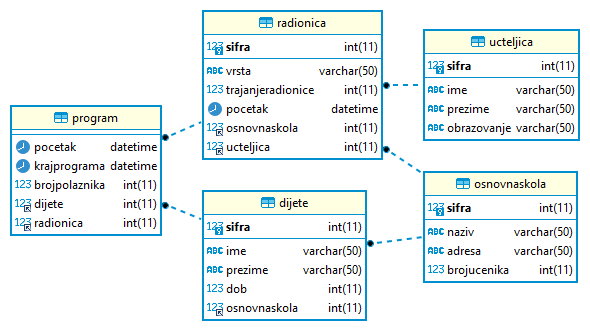 radionica
123 sifra int(11)
ABC vrsta varchar(50)
123 trajanjeradionice int(11)
pocetak datetime
123 osnovnaskola int(11)
123 ucteljica int(11)
ucteljica
123 sifra int(11)
ABC ime varchar(50)
ABC prezime varchar(50)
ABC obrazovanje varchar(50)
program
pocetak datetime
krajprograma datetime
123 brojpolaznika int(11)
123 dijete int(11)
123 radionica int(11)
dijete
123 sifra int(11)
ABC ime varchar(50)
ABC prezime varchar(50)
123 dob int(11)
123 osnovnaskola int(11)
osnovnaskola
123 sifra int(11)
ABC naziv varchar(50)
ABC adresa varchar(50)
123 brojucenika int(11)